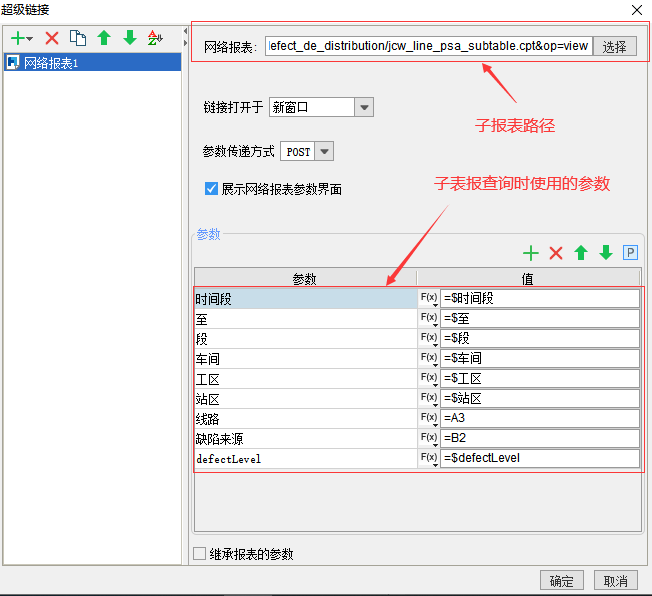 超级链接
网络报表1
网络报表：
efect_de_distribution/jcw_line_psa_subtable.cpt&op=view
选择
子报表路径
链接打开于
新窗口
参数传递方式
POST
展示网络报表参数界面
子表报查询时使用的参数
参数
P
参数
值
时间段
F(x)
=$时间段
至
F(x)
=$至
段
F(x)
=$段
车间
F(x)
=$车间
工区
F(x)
=$工区
站区
F(x)
=$站区
线路
F(x)
=A3
缺陷来源
F(x)
=B2
defectLevel
F(x)
=$defectLevel
继承报表的参数
确定
取消